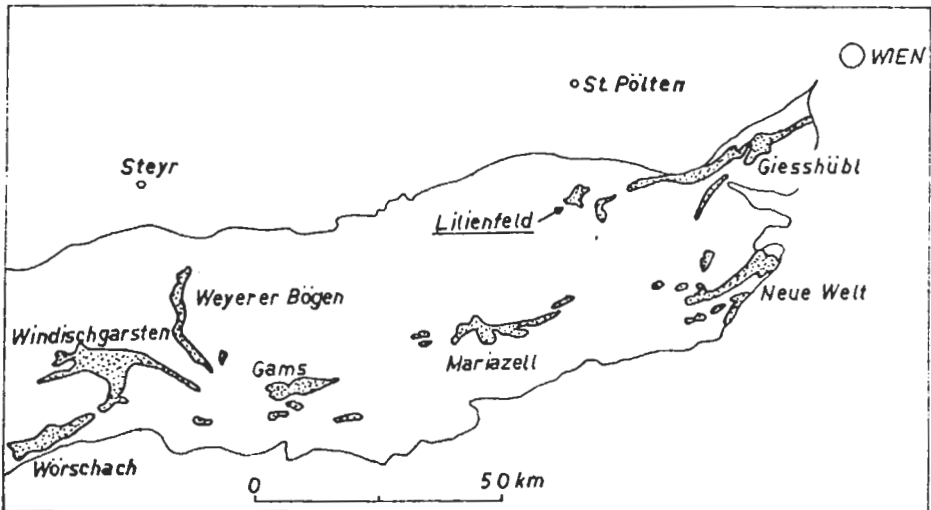 WIEN
St. Pölten
Steyr
Giesshübl
Lilienfeld
Weyerer Bögen
Neue Welt
Windischgarsten
Mariazell
Gams
Wörschach
0 50 km